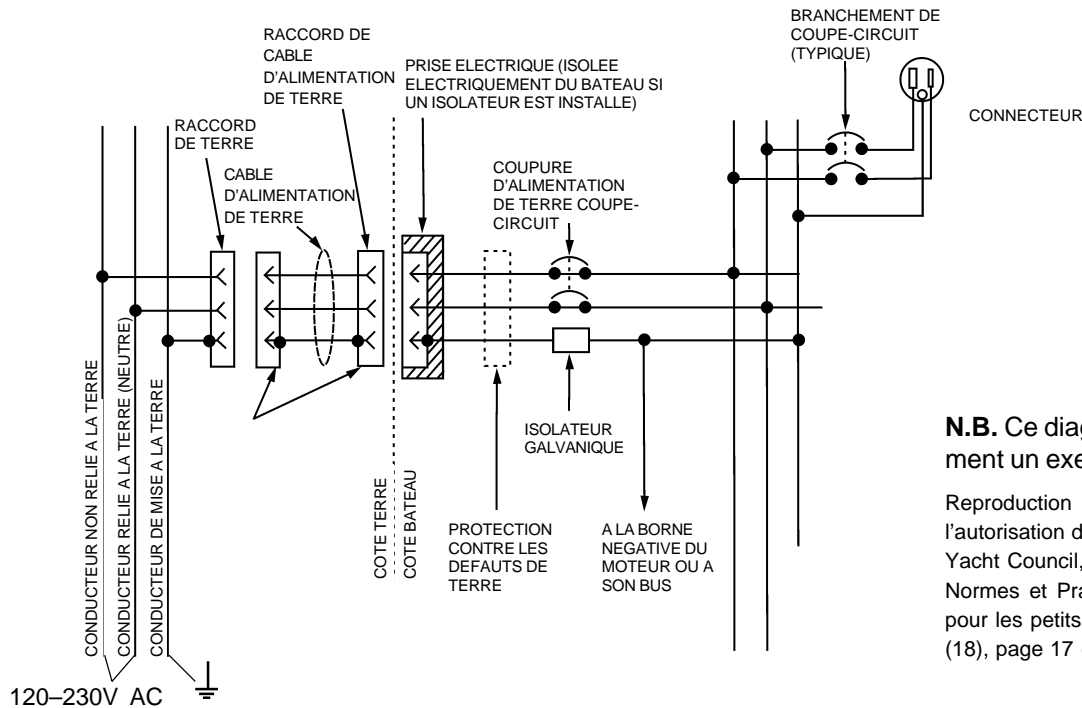 BRANCHEMENT DE
COUPE-CIRCUIT
(TYPIQUE)
RACCORD DE
CABLE
D'ALIMENTATION
DE TERRE
PRISE ELECTRIQUE (ISOLEE
ELECTRIQUEMENT DU BATEAU SI
UN ISOLATEUR EST INSTALLE)
CONNECTEUR
RACCORD
DE TERRE
CABLE
D'ALIMENTATION
DE TERRE
COUPURE
D'ALIMENTATION
DE TERRE COUPE-
CIRCUIT
CONDUCTEUR NON RELIE A LA TERRE
CONDUCTEUR RELIE A LA TERRE (NEUTRE)
CONDUCTEUR DE MISE A LA TERRE
COTE TERRE
COTE BATEAU
ISOLATEUR
GALVANIQUE
PROTECTION
CONTRE LES
DEFAUTS DE
TERRE
A LA BORNE
NEGATIVE DU
MOTEUR OU A
SON BUS
120–230V AC
N.B. Ce diag
ment un exe
Reproduction
l'autorisation d
Yacht Council,
Normes et Pra
pour les petits
(18), page 17